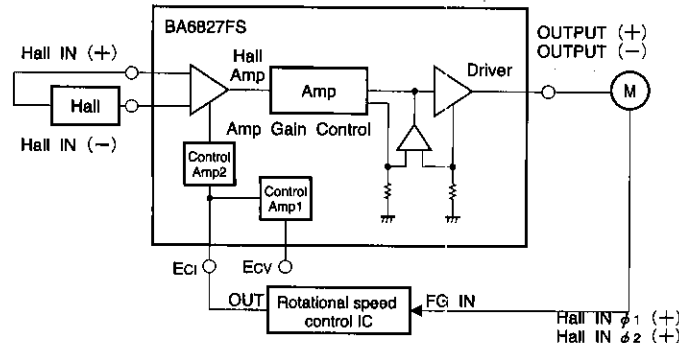 BA6827FS
OUTPUT (+)
OUTPUT (−)
Hall IN (+)
Hall
Amp
Driver
Hall
Amp
M
Hall IN (−)
Amp Gain Control
Control
Amp2
Control
Amp1
ECI
ECV
OUT
Rotational speed
control IC
FG IN
Hall IN φ1 (+)
Hall IN φ2 (+)